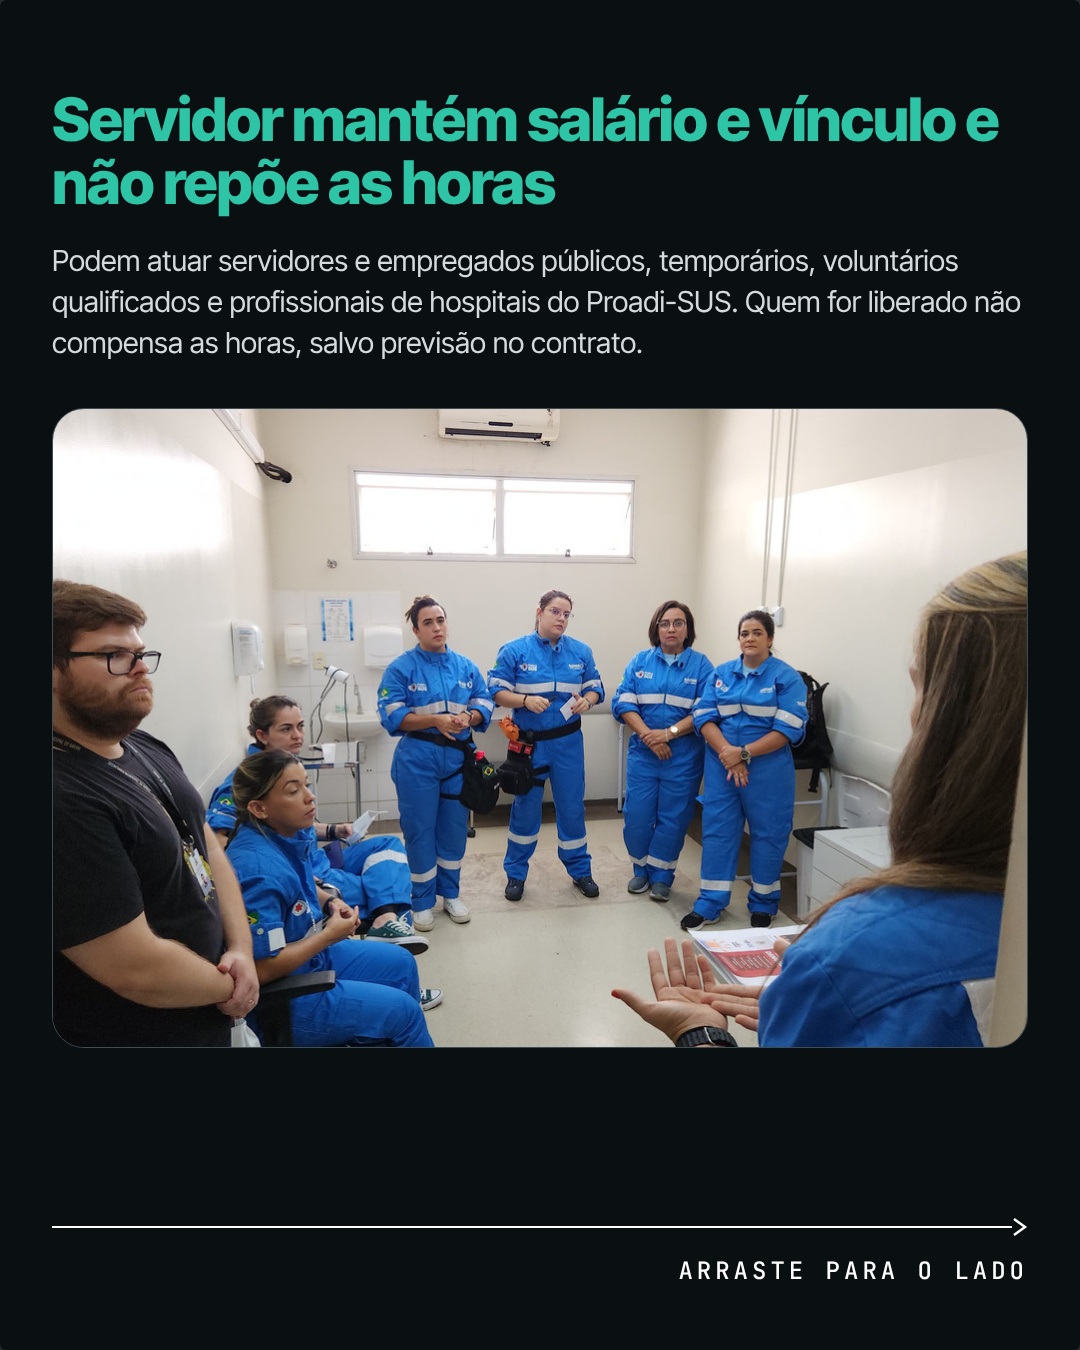 Servidor mantém salário e vínculo e
não repõe as horas
Podem atuar servidores e empregados públicos, temporários, voluntários
qualificados e profissionais de hospitais do Proadi-SUS. Quem for liberado não
compensa as horas, salvo previsão no contrato.
SUS
ARRASTE PARA O LADO